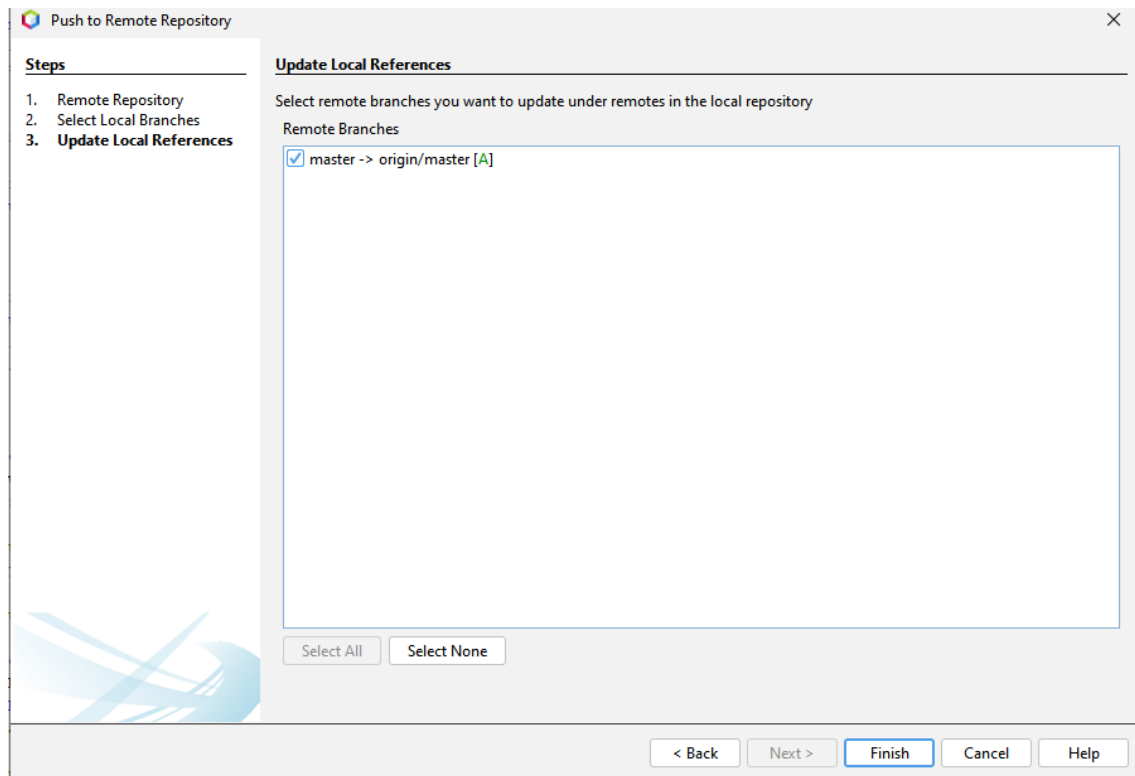 Push to Remote Repository
Steps
1. Remote Repository
2. Select Local Branches
3. Update Local References
Update Local References
Select remote branches you want to update under remotes in the local repository
Remote Branches
master -> origin/master [A]
Select All
Select None
< Back
Next >
Finish
Cancel
Help